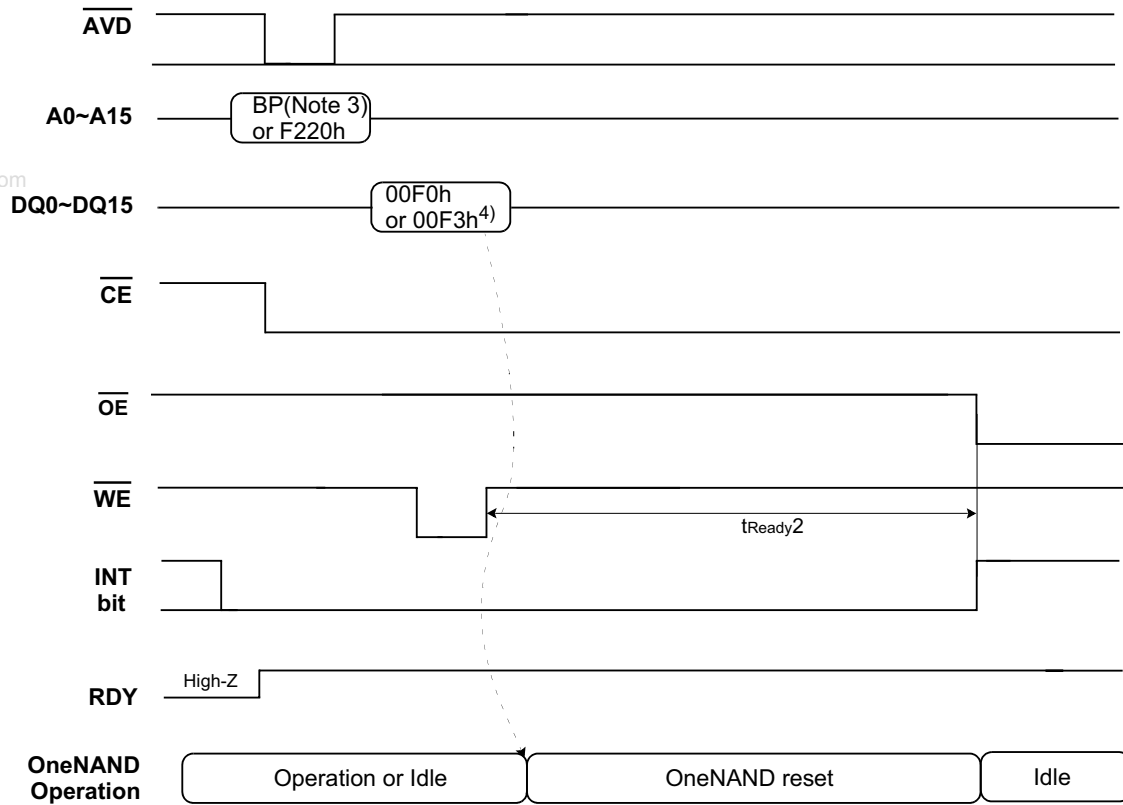 AVD
A0~A15
BP(Note 3)
or F220h
om
DQ0~DQ15
00F0h
or 00F3h4)
CE
OE
WE
tReady2
INT
bit
High-Z
RDY
OneNAND
Operation
Operation or Idle
OneNAND reset
Idle